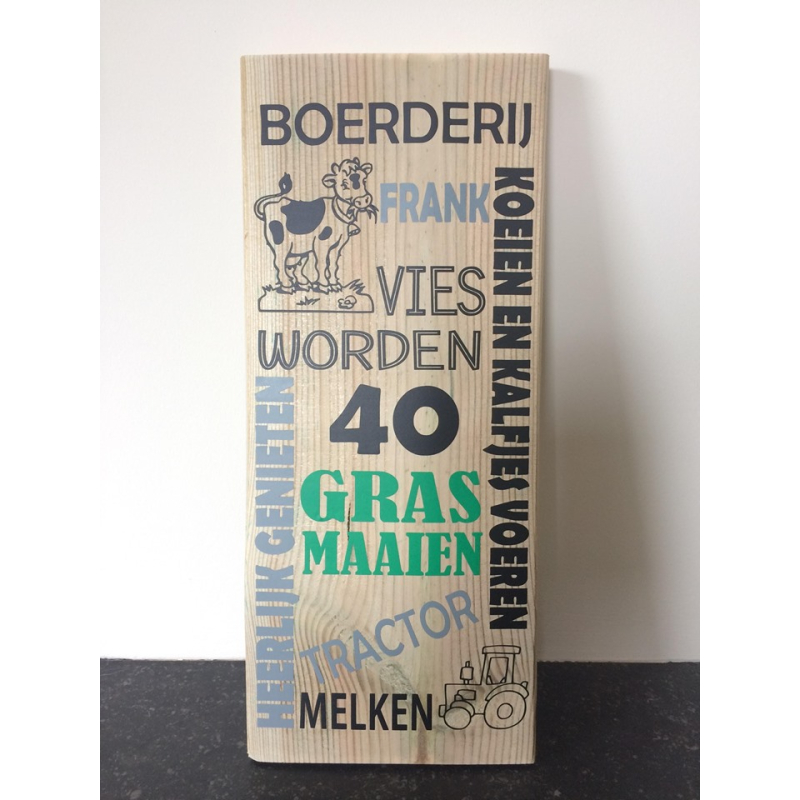 BOERDERIJ
FRANK
KOEIEN EN KALFJES VOEREN
VIES
WORDEN
40
HEERLIJK GENIETEN
GRAS
MAAIEN
TRACTOR
MELKEN